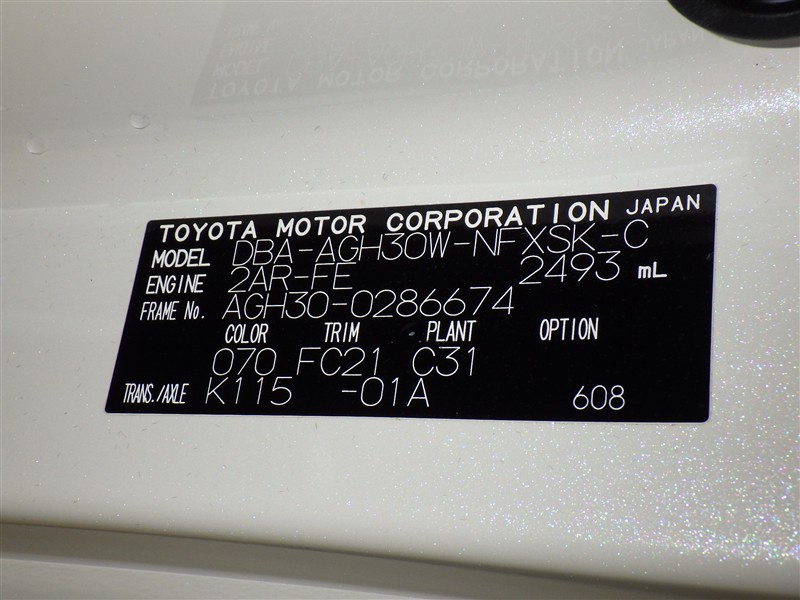 TOYOTA MOTOR CORPORATION JAPAN
MODEL DBA-AGH30W-NFXSK-C
ENGINE 2AR-FE 2493 mL
FRAME No. AGH30-0286674
COLOR TRIM PLANT OPTION
070 FC21 C31
TRANS./AXLE K115 -01A 608